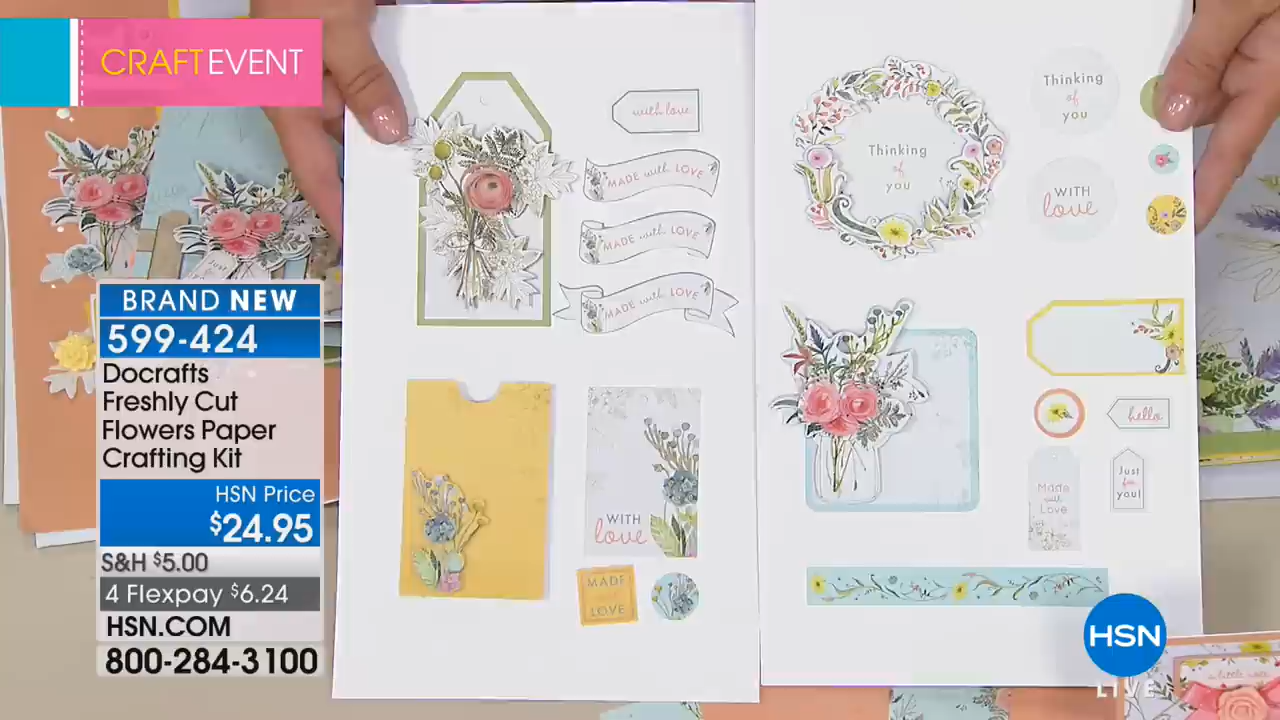 CRAFT EVENT
BRAND NEW
599-424
Docrafts
Freshly Cut
Flowers Paper
Crafting Kit
HSN Price
$24.95
S&H $5.00
4 Flexpay $6.24
HSN.COM
800-284-3100
with love
MADE with LOVE
MADE with LOVE
MADE with LOVE
WITH
love
MADE
LOVE
Thinking
of
you
Thinking
of
you
WITH
love
hello
Made
with
Love
Just
for
you!
HSN
LIVE
Just